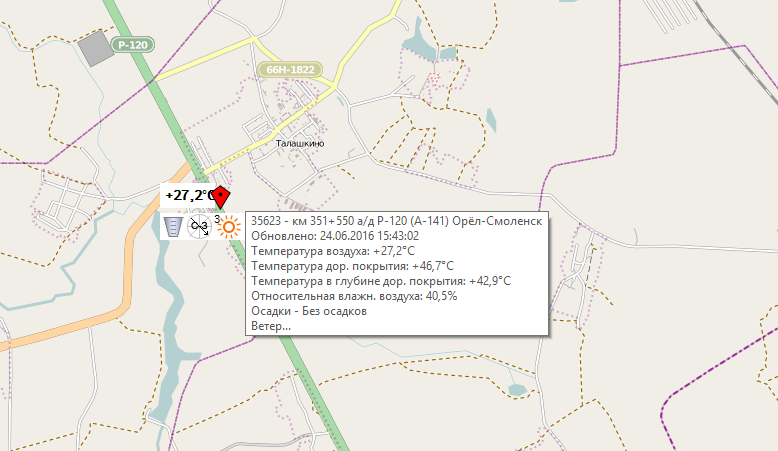 Р-120
66Н-1822
Талашкино
+27,2°C
С-З
3
35623 - км 351+550 а/д Р-120 (А-141) Орёл-Смоленск
Обновлено: 24.06.2016 15:43:02
Температура воздуха: +27,2°C
Температура дор. покрытия: +46,7°C
Температура в глубине дор. покрытия: +42,9°C
Относительная влажн. воздуха: 40,5%
Осадки - Без осадков
Ветер...